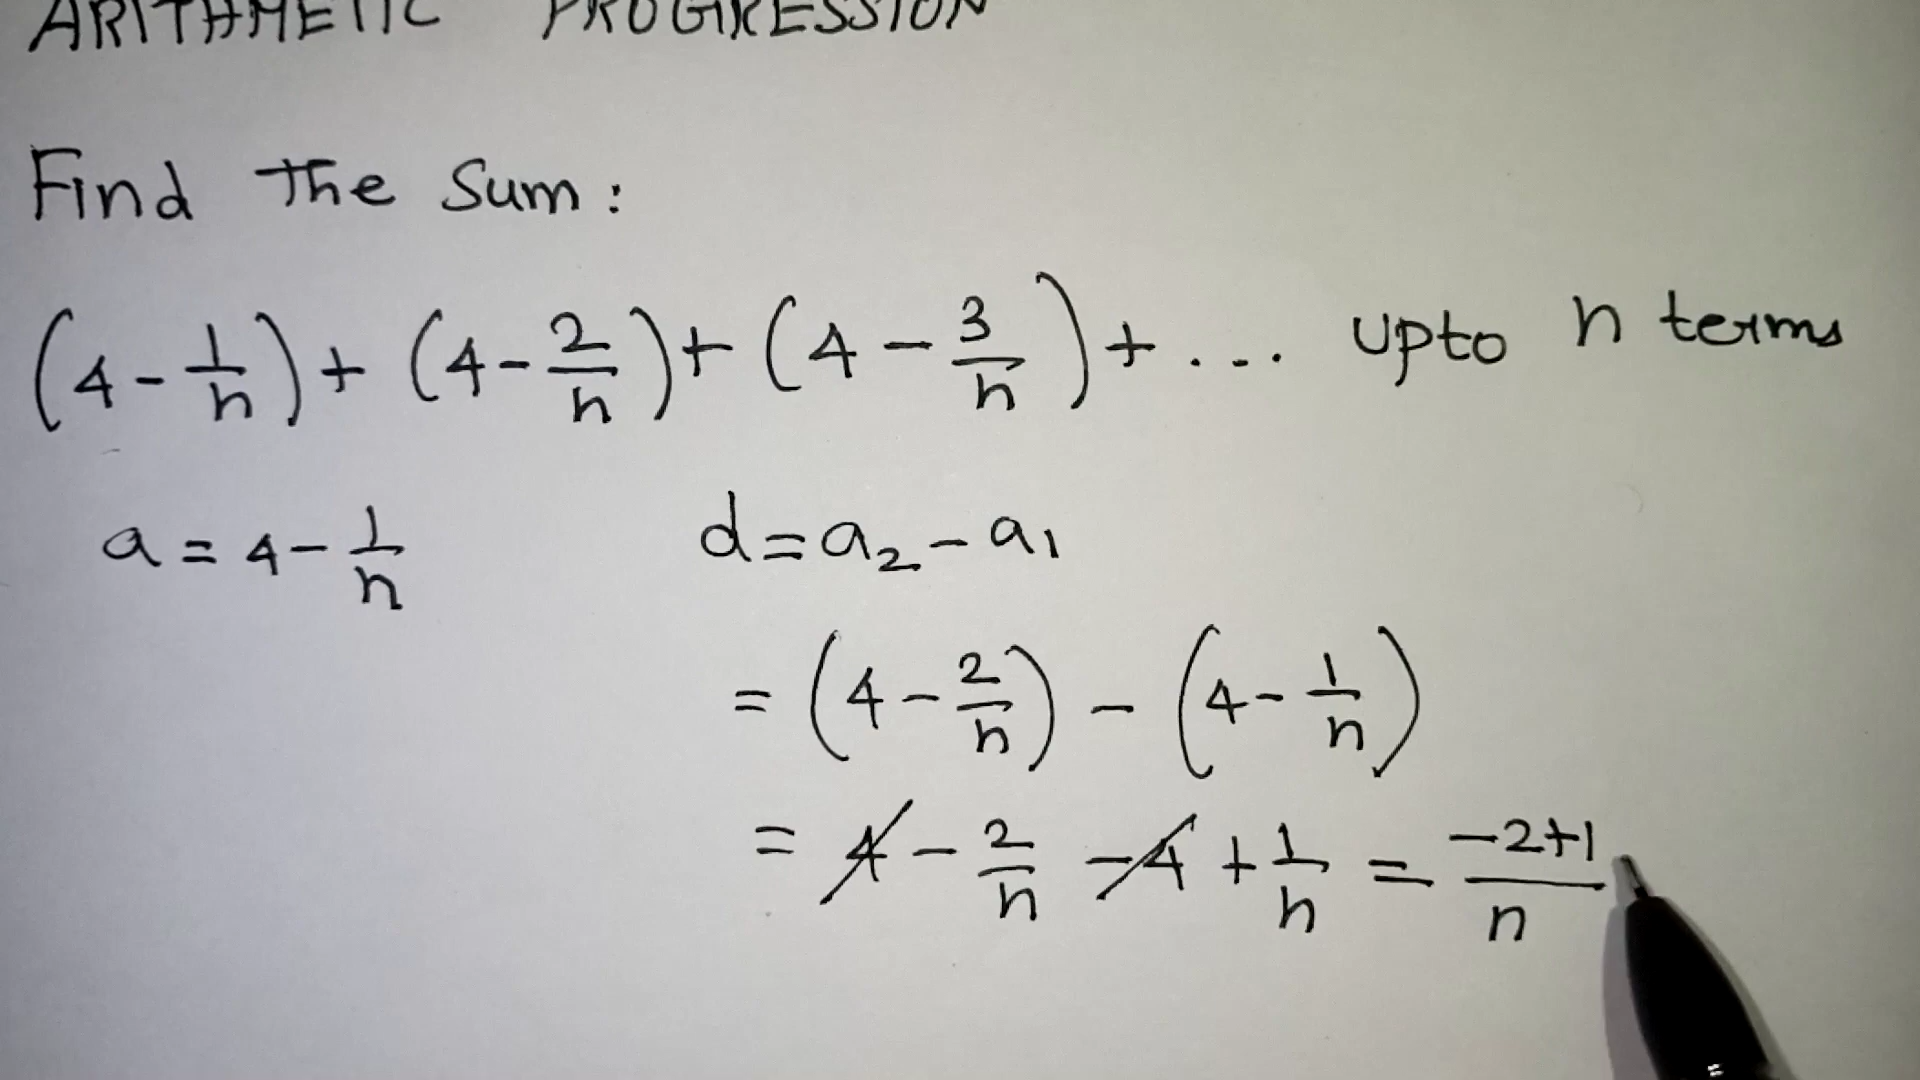 ARITHMETIC PROGRESSION
Find The Sum:
(4 - 1/n) + (4 - 2/n) + (4 - 3/n) + ... upto n terms
a = 4 - 1/n d = a₂ - a₁
= (4 - 2/n) - (4 - 1/n)
= 4 - 2/n - 4 + 1/n = (-2+1)/n